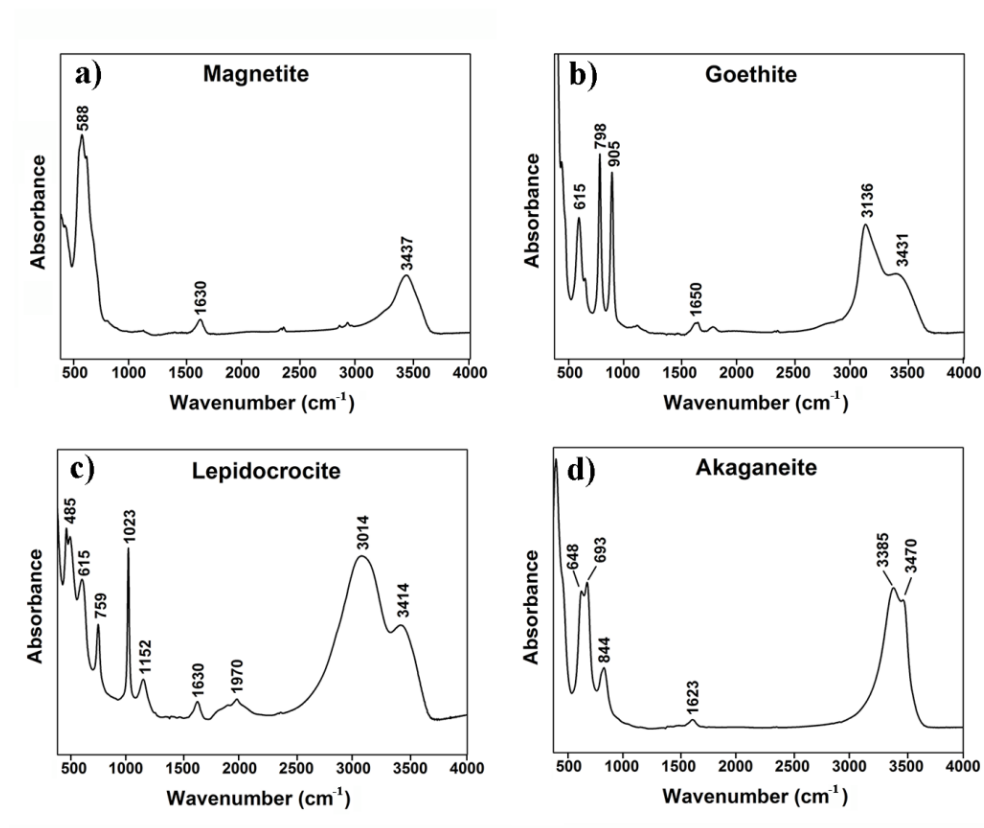 a)
Magnetite
588
1630
3437
Absorbance
500 1000 1500 2000 2500 3000 3500 4000
Wavenumber (cm-1)
b)
Goethite
615
798
905
1650
3136
3431
Absorbance
500 1000 1500 2000 2500 3000 3500 4000
Wavenumber (cm-1)
c)
Lepidocrocite
485
615
759
1023
1152
1630
1970
3014
3414
Absorbance
500 1000 1500 2000 2500 3000 3500 4000
Wavenumber (cm-1)
d)
Akaganeite
648
693
844
1623
3385
3470
Absorbance
500 1000 1500 2000 2500 3000 3500 4000
Wavenumber (cm-1)